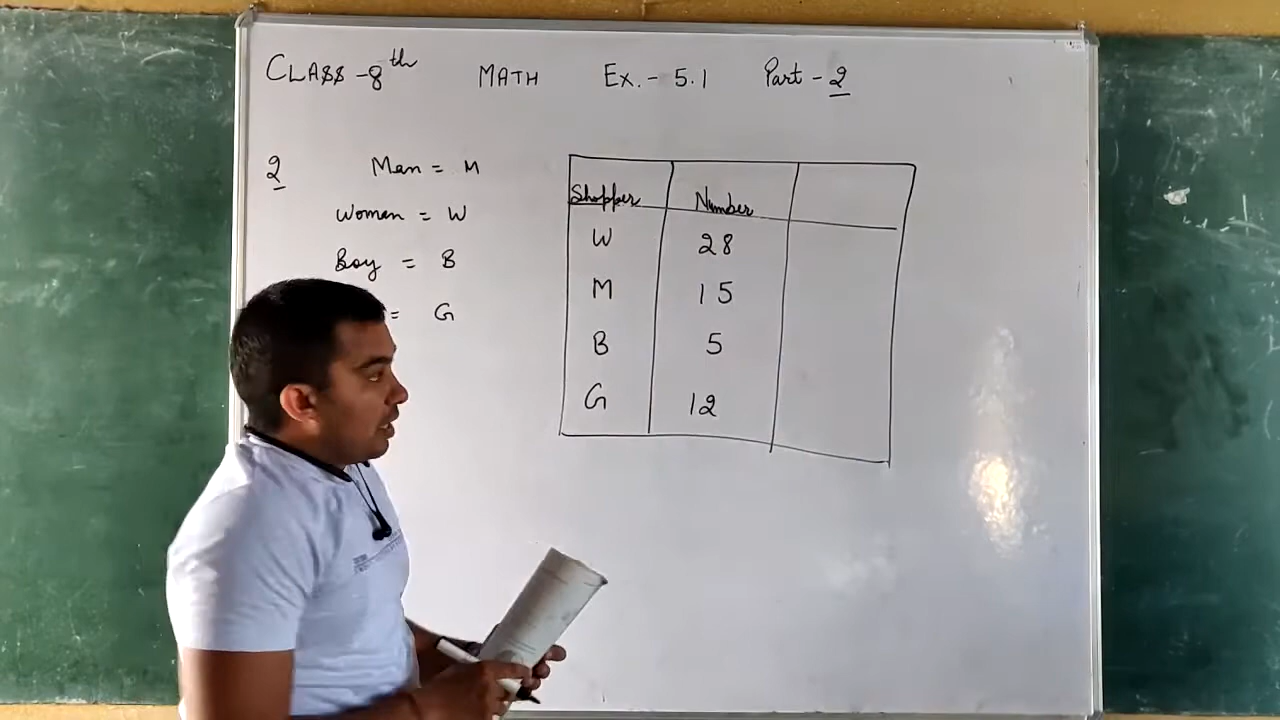 CLASS - 8th MATH Ex. - 5.1 Part - 2
2 Man = M
Woman = W
Boy = B
= G
Shopper Number
W 28
M 15
B 5
G 12